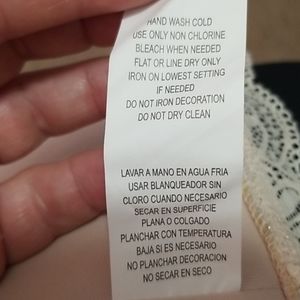 HAND WASH COLD
USE ONLY NON CHLORINE
BLEACH WHEN NEEDED
FLAT OR LINE DRY ONLY
IRON ON LOWEST SETTING
IF NEEDED
DO NOT IRON DECORATION
DO NOT DRY CLEAN
LAVAR A MANO EN AGUA FRIA
USAR BLANQUEADOR SIN
CLORO CUANDO NECESARIO
SECAR EN SUPERFICIE
PLANA O COLGADO
PLANCHAR CON TEMPERATURA
BAJA SI ES NECESARIO
NO PLANCHAR DECORACION
NO SECAR EN SECO